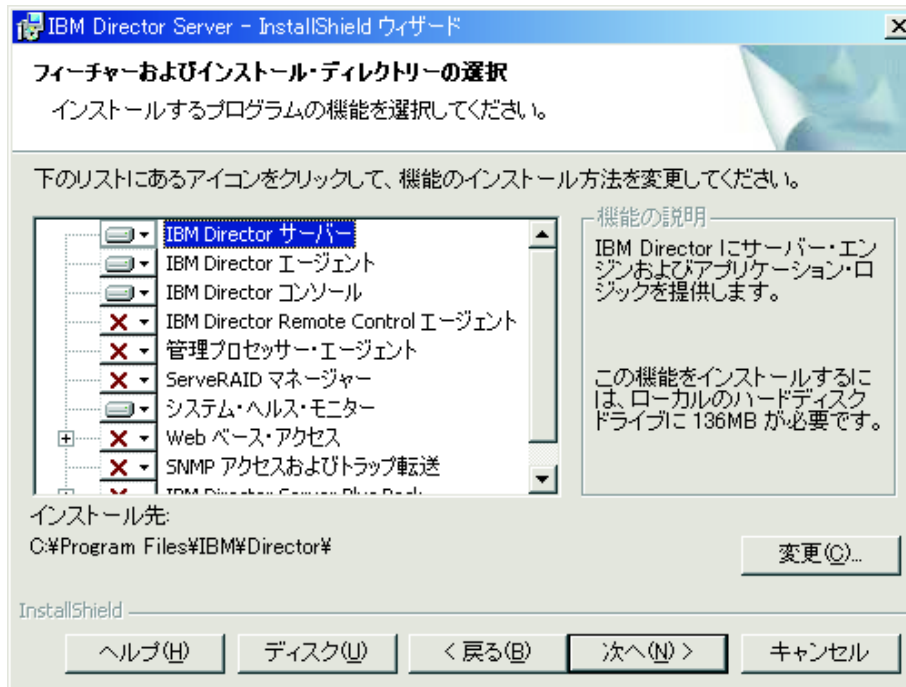 IBM Director Server - InstallShield ウィザード
フィーチャーおよびインストール・ディレクトリーの選択
インストールするプログラムの機能を選択してください。
下のリストにあるアイコンをクリックして、機能のインストール方法を変更してください。
IBM Director サーバー
IBM Director エージェント
IBM Director コンソール
IBM Director Remote Control エージェント
管理プロセッサー・エージェント
ServeRAID マネージャー
システム・ヘルス・モニター
Web ベース・アクセス
SNMP アクセスおよびトラップ転送
IBM Director Server Plus Pack
機能の説明
IBM Director にサーバー・エン
ジンおよびアプリケーション・ロ
ジックを提供します。
この機能をインストールするに
は、ローカルのハードディスク
ドライブに 136MB が必要です。
インストール先:
C:¥Program Files¥IBM¥Director¥
変更(C)...
InstallShield
ヘルプ(H)
ディスク(U)
< 戻る(B)
次へ(N) >
キャンセル